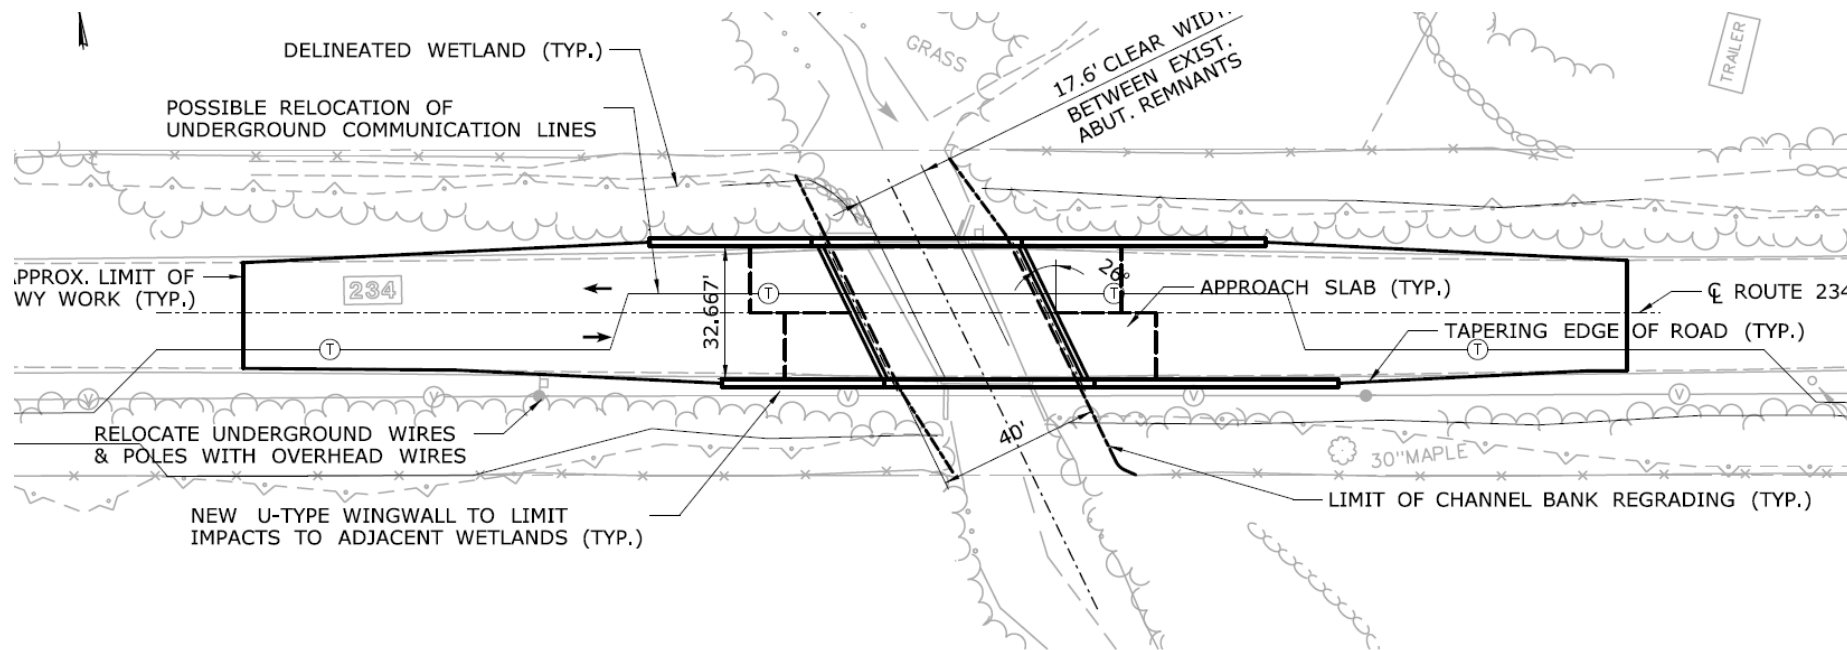 DELINEATED WETLAND (TYP.)
POSSIBLE RELOCATION OF
UNDERGROUND COMMUNICATION LINES
GRASS
17.6' CLEAR
BETWEEN EXIST.
ABUT. REMNANTS
TRAILER
APPROX. LIMIT OF
WY WORK (TYP.)
234
T
32.667'
T
T
26°
APPROACH SLAB (TYP.)
℄ ROUTE 234
TAPERING EDGE OF ROAD (TYP.)
T
V
V
V
V
V
RELOCATE UNDERGROUND WIRES
& POLES WITH OVERHEAD WIRES
40'
30"MAPLE
NEW U-TYPE WINGWALL TO LIMIT
IMPACTS TO ADJACENT WETLANDS (TYP.)
LIMIT OF CHANNEL BANK REGRADING (TYP.)